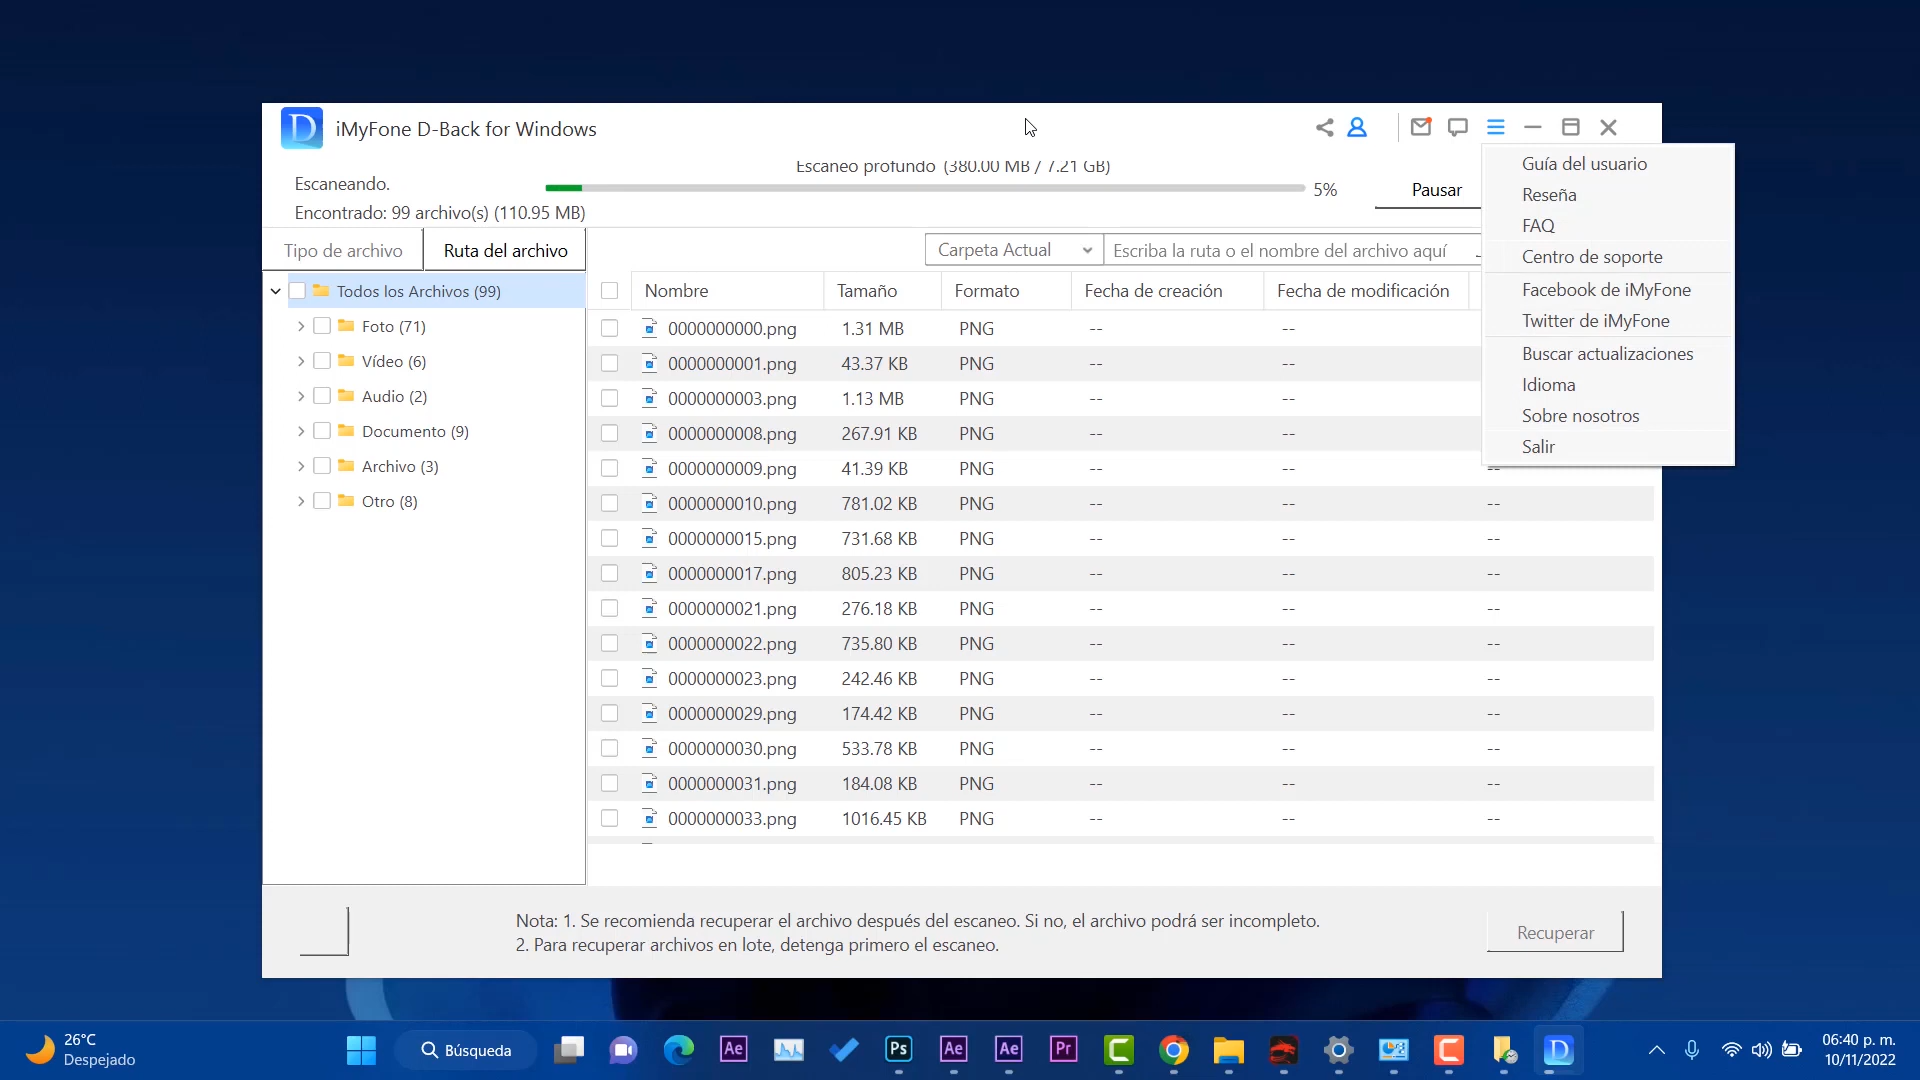 iMyFone D-Back for Windows
Escaneo profundo (380.00 MB / 7.21 GB)
Escaneando.
5%
Pausar
Encontrado: 99 archivo(s) (110.95 MB)
Tipo de archivo
Ruta del archivo
Carpeta Actual
Escriba la ruta o el nombre del archivo aquí
Guía del usuario
Reseña
FAQ
Centro de soporte
Facebook de iMyFone
Twitter de iMyFone
Buscar actualizaciones
Idioma
Sobre nosotros
Salir
Todos los Archivos (99)
Foto (71)
Vídeo (6)
Audio (2)
Documento (9)
Archivo (3)
Otro (8)
Nombre Tamaño Formato Fecha de creación Fecha de modificación
0000000000.png 1.31 MB PNG -- --
0000000001.png 43.37 KB PNG -- --
0000000003.png 1.13 MB PNG -- --
0000000008.png 267.91 KB PNG -- --
0000000009.png 41.39 KB PNG -- -- --
0000000010.png 781.02 KB PNG -- -- --
0000000015.png 731.68 KB PNG -- -- --
0000000017.png 805.23 KB PNG -- -- --
0000000021.png 276.18 KB PNG -- -- --
0000000022.png 735.80 KB PNG -- -- --
0000000023.png 242.46 KB PNG -- -- --
0000000029.png 174.42 KB PNG -- -- --
0000000030.png 533.78 KB PNG -- -- --
0000000031.png 184.08 KB PNG -- -- --
0000000033.png 1016.45 KB PNG -- -- --
Nota: 1. Se recomienda recuperar el archivo después del escaneo. Si no, el archivo podrá ser incompleto.
2. Para recuperar archivos en lote, detenga primero el escaneo.
Recuperar
26°C
Despejado
Búsqueda
Ae
Ps
Ae
Ae
Pr
06:40 p. m.
10/11/2022